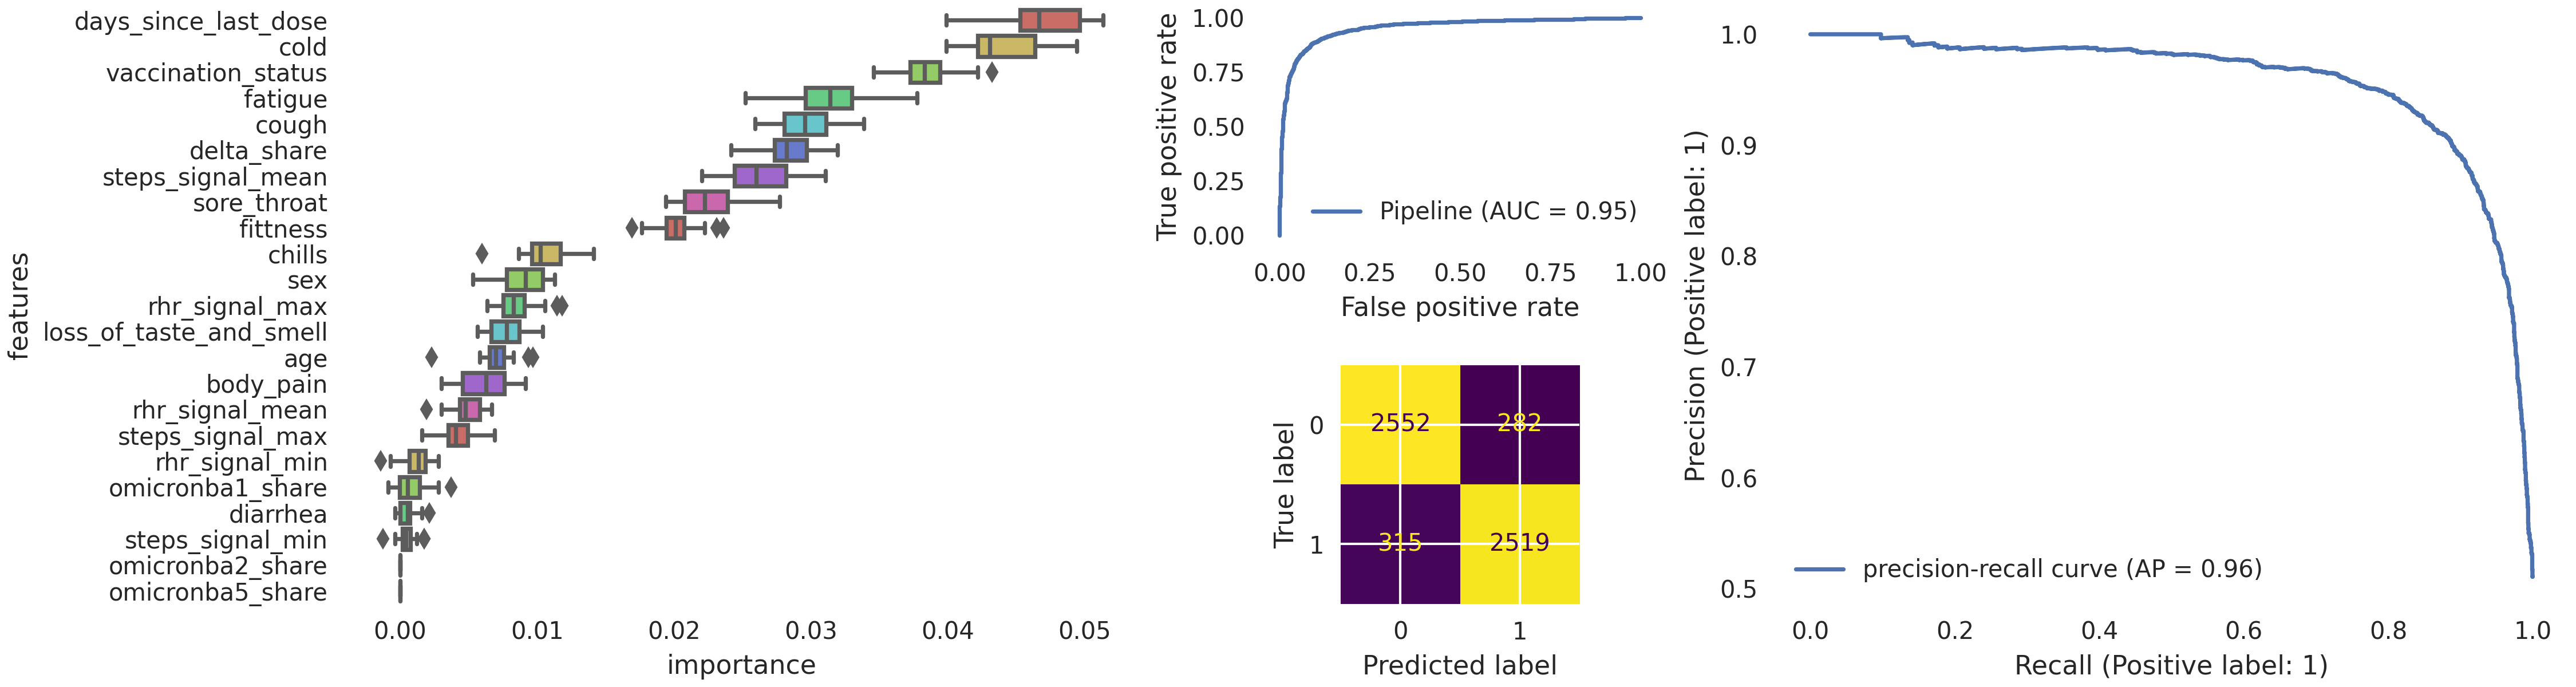 features
days_since_last_dose
cold
vaccination_status
fatigue
cough
delta_share
steps_signal_mean
sore_throat
fittness
chills
sex
rhr_signal_max
loss_of_taste_and_smell
age
body_pain
rhr_signal_mean
steps_signal_max
rhr_signal_min
omicronba1_share
diarrhea
steps_signal_min
omicronba2_share
omicronba5_share
0.00 0.01 0.02 0.03 0.04 0.05
importance
True positive rate
1.00
0.75
0.50
0.25
0.00
Pipeline (AUC = 0.95)
0.00 0.25 0.50 0.75 1.00
False positive rate
True label
0
1
2552 282
315 2519
0 1
Predicted label
Precision (Positive label: 1)
1.0
0.9
0.8
0.7
0.6
0.5
precision-recall curve (AP = 0.96)
0.0 0.2 0.4 0.6 0.8 1.0
Recall (Positive label: 1)